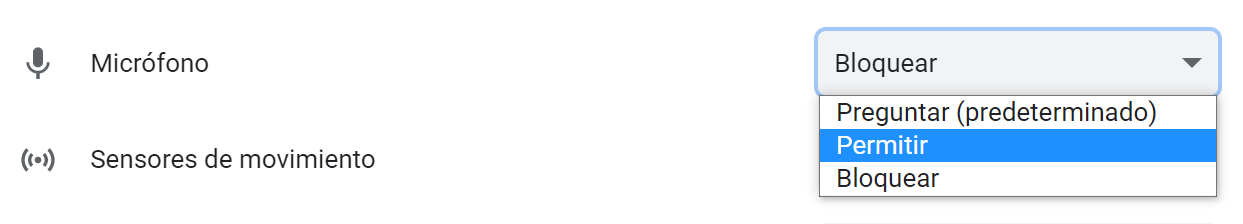 Micrófono
Bloquear
Preguntar (predeterminado)
Permitir
Bloquear
Sensores de movimiento